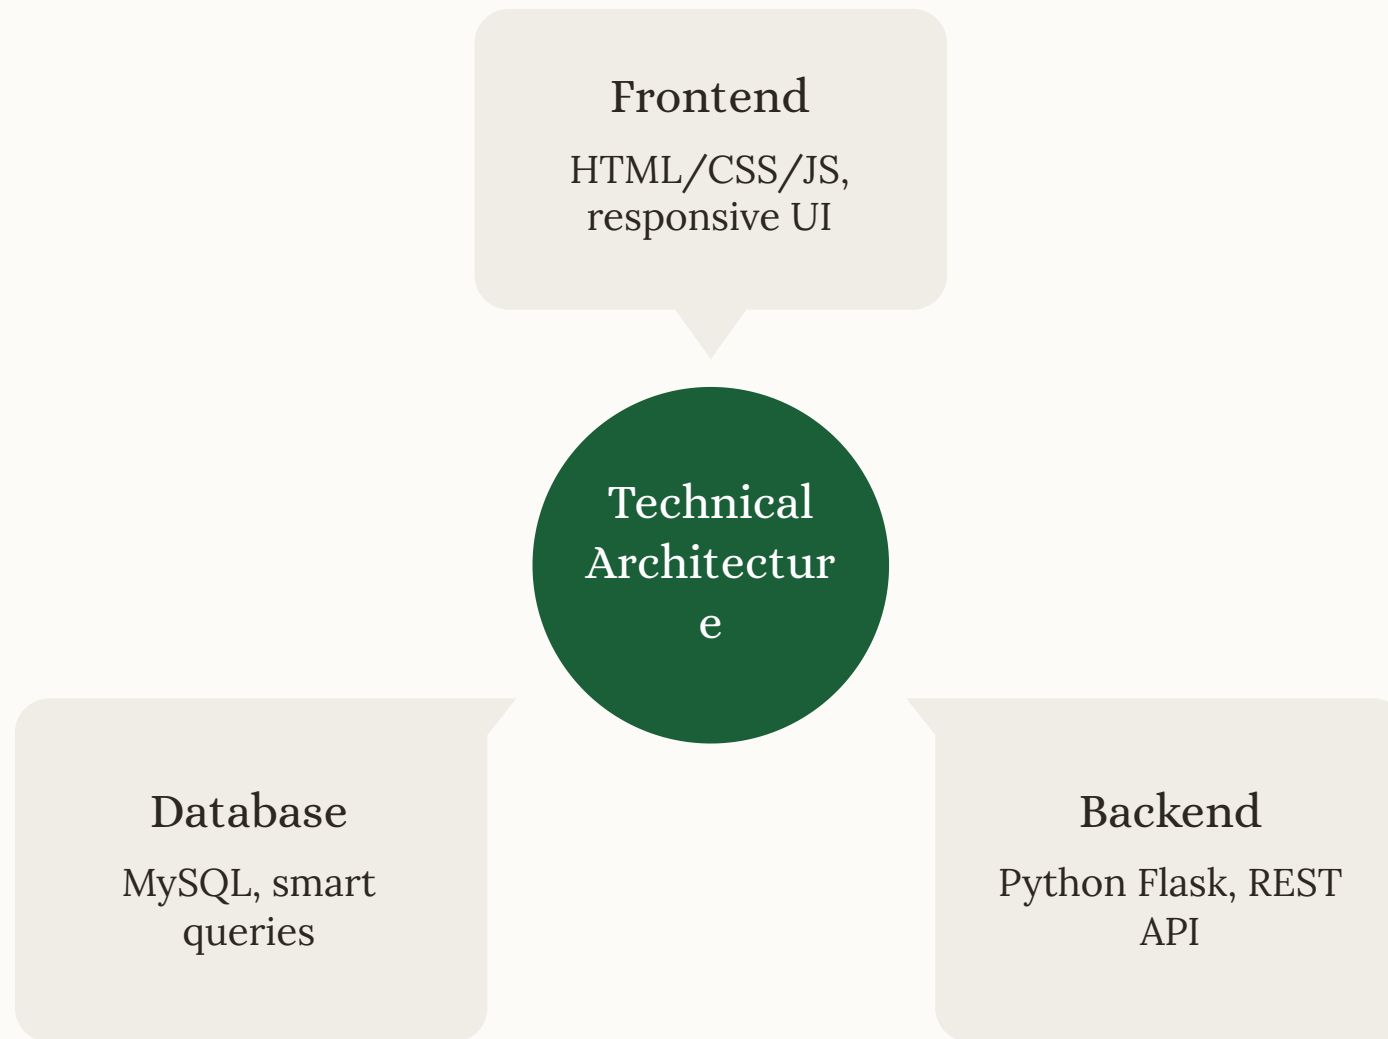 Frontend
HTML/CSS/JS,
responsive UI
Technical
Architectur
e
Database
MySQL, smart
queries
Backend
Python Flask, REST
API